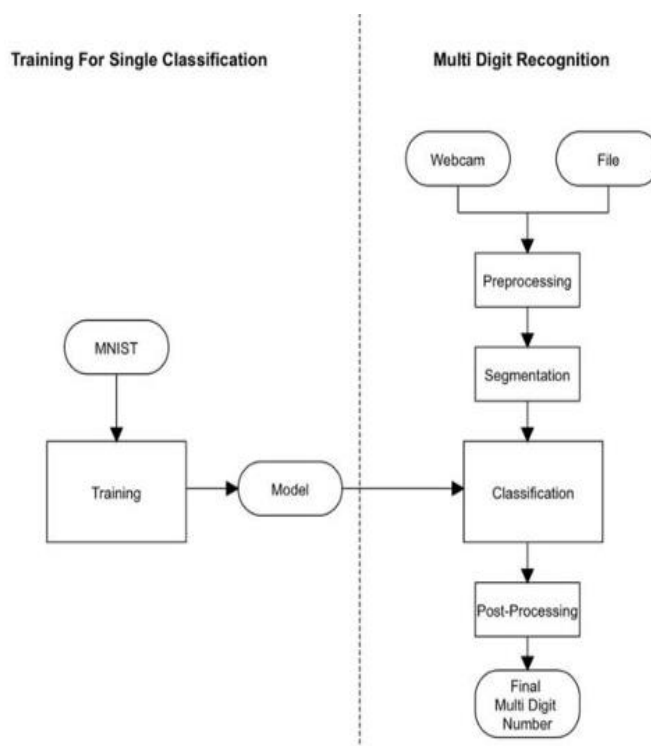 Training For Single Classification
Multi Digit Recognition
Webcam
File
Preprocessing
MNIST
Segmentation
Training
Model
Classification
Post-Processing
Final
Multi Digit
Number